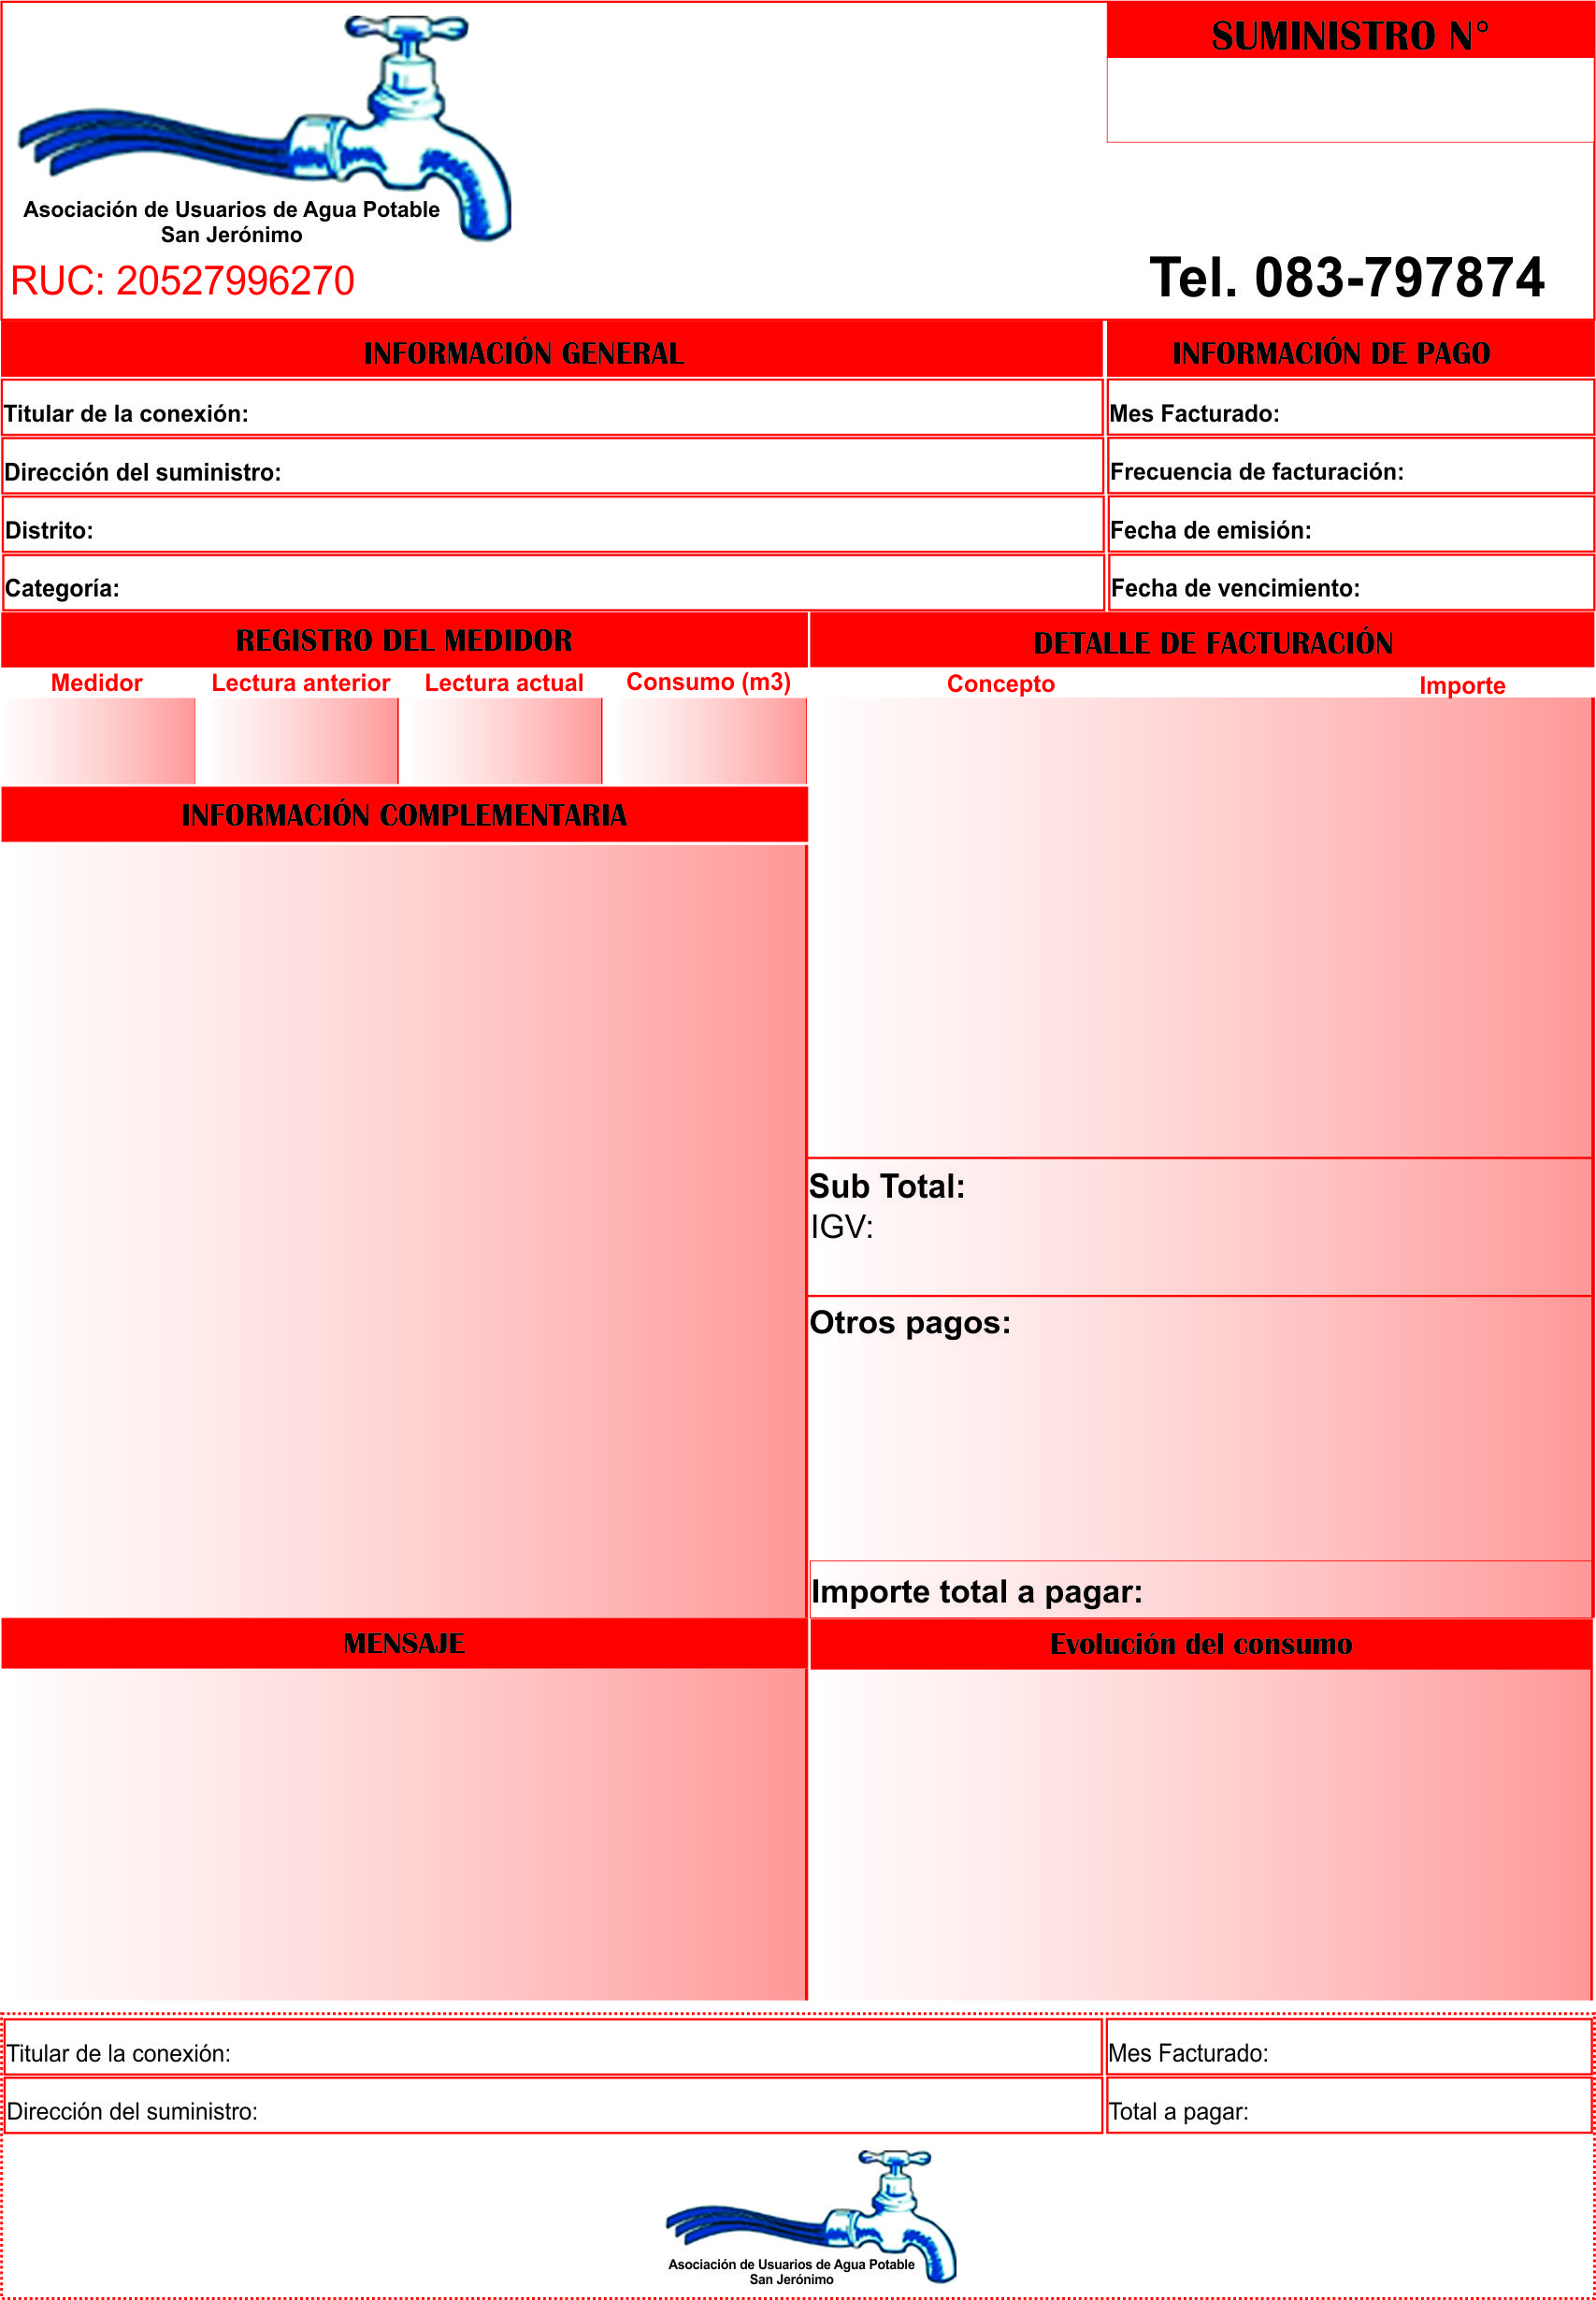 SUMINISTRO N°
Asociación de Usuarios de Agua Potable
San Jerónimo
RUC: 20527996270
Tel. 083-797874
INFORMACIÓN GENERAL
INFORMACIÓN DE PAGO
Titular de la conexión:
Mes Facturado:
Dirección del suministro:
Frecuencia de facturación:
Distrito:
Fecha de emisión:
Categoría:
Fecha de vencimiento:
REGISTRO DEL MEDIDOR
DETALLE DE FACTURACIÓN
Medidor
Lectura anterior
Lectura actual
Consumo (m3)
Concepto
Importe
INFORMACIÓN COMPLEMENTARIA
Sub Total:
IGV:
Otros pagos:
Importe total a pagar:
MENSAJE
Evolución del consumo
Titular de la conexión:
Mes Facturado:
Dirección del suministro:
Total a pagar:
Asociación de Usuarios de Agua Potable
San Jerónimo